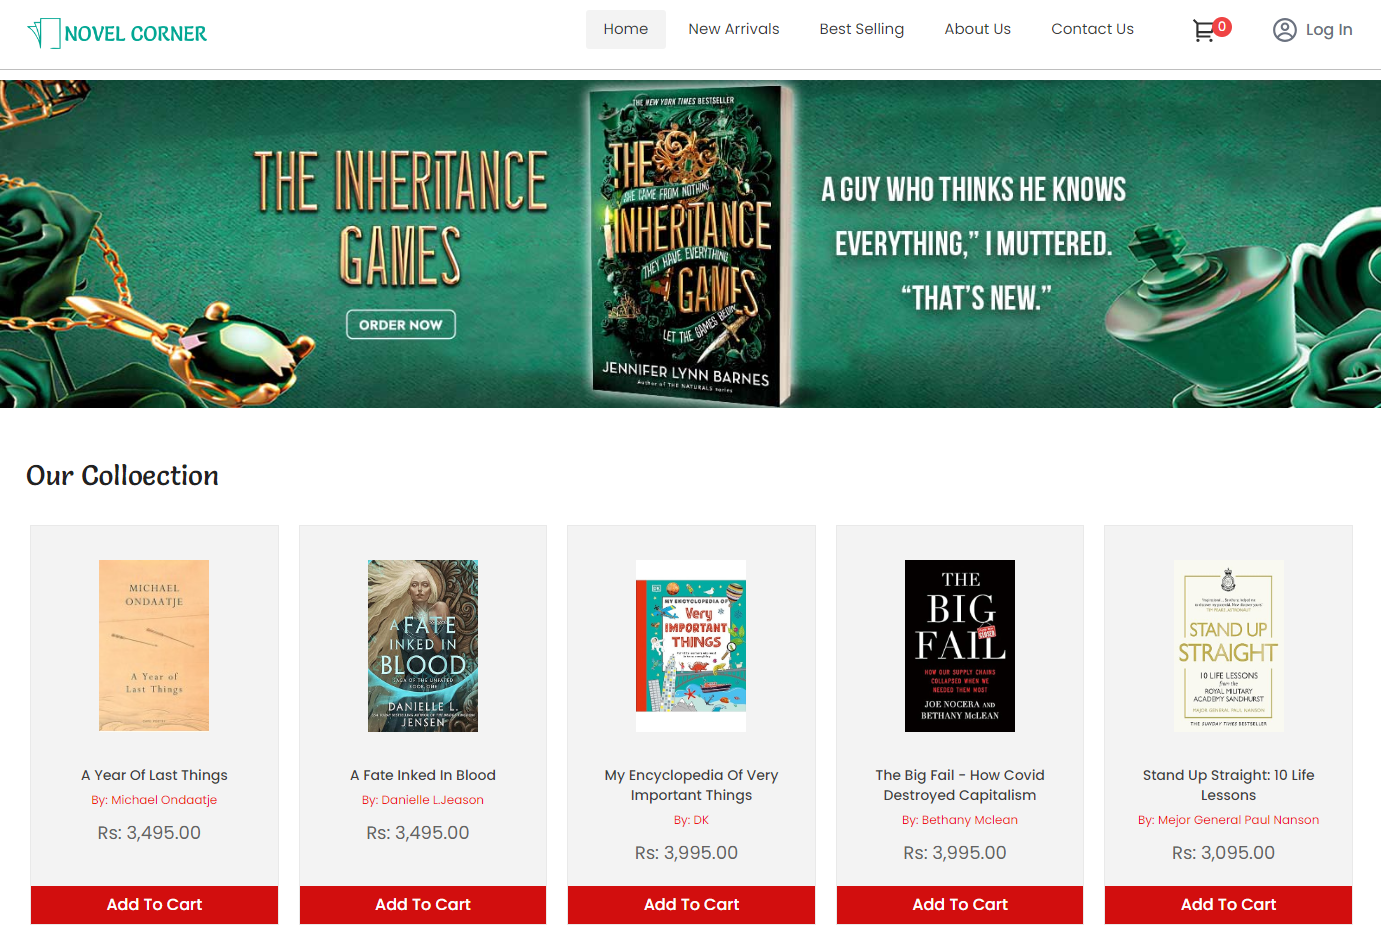 NOVEL CORNER
Home
New Arrivals
Best Selling
About Us
Contact Us
0
Log In
THE INHERITANCE
GAMES
ORDER NOW
THE NEW YORK TIMES BESTSELLER
THE
SHE CAME FROM NOTHING
INHERITANCE
THEY HAVE EVERYTHING
GAMES
LET THE GAMES BEGIN
JENNIFER LYNN BARNES
Author of THE NATURALS series
A GUY WHO THINKS HE KNOWS
EVERYTHING,” I MUTTERED.
“THAT’S NEW.”
Our Colloection
MICHAEL
ONDAATJE
A Year of
Last Things
A Year Of Last Things
By: Michael Ondaatje
Rs: 3,495.00
Add To Cart
A FATE
INKED IN
BLOOD
SAGA OF THE UNFATED
BOOK ONE
DANIELLE L.
JENSEN
A Fate Inked In Blood
By: Danielle L.Jeason
Rs: 3,495.00
Add To Cart
DK
MY ENCYCLOPEDIA OF
Very
IMPORTANT
THINGS
My Encyclopedia Of Very
Important Things
By: DK
Rs: 3,995.00
Add To Cart
THE
BIG
FAIL
HOW OUR SUPPLY CHAINS
COLLAPSED WHEN WE
NEEDED THEM MOST
JOE NOCERA AND
BETHANY McLEAN
The Big Fail - How Covid
Destroyed Capitalism
By: Bethany Mclean
Rs: 3,995.00
Add To Cart
STAND UP
STRAIGHT
10 LIFE LESSONS
from the
ROYAL MILITARY
ACADEMY SANDHURST
MAJOR GENERAL PAUL NANSON
THE SUNDAY TIMES BESTSELLER
Stand Up Straight: 10 Life
Lessons
By: Mejor General Paul Nanson
Rs: 3,095.00
Add To Cart